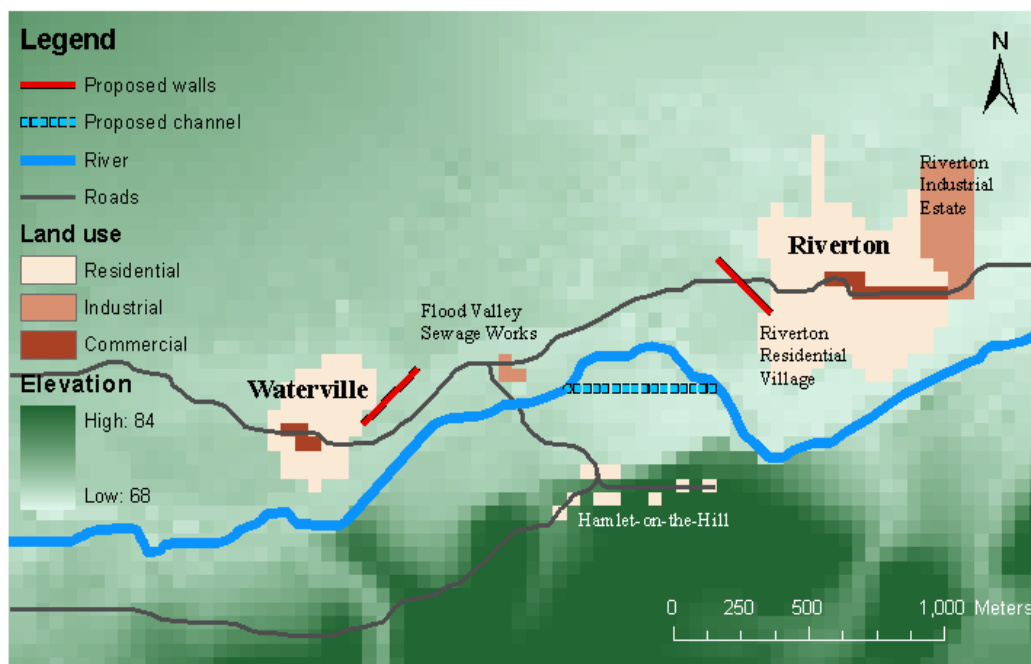 Legend
Proposed walls
Proposed channel
River
Roads
Land use
Residential
Industrial
Commercial
Elevation
High: 84
Low: 68
N
Riverton
Industrial
Estate
Riverton
Flood Valley
Sewage Works
Riverton
Residential
Village
Waterville
Hamlet-on-the-Hill
0 250 500 1,000 Meters